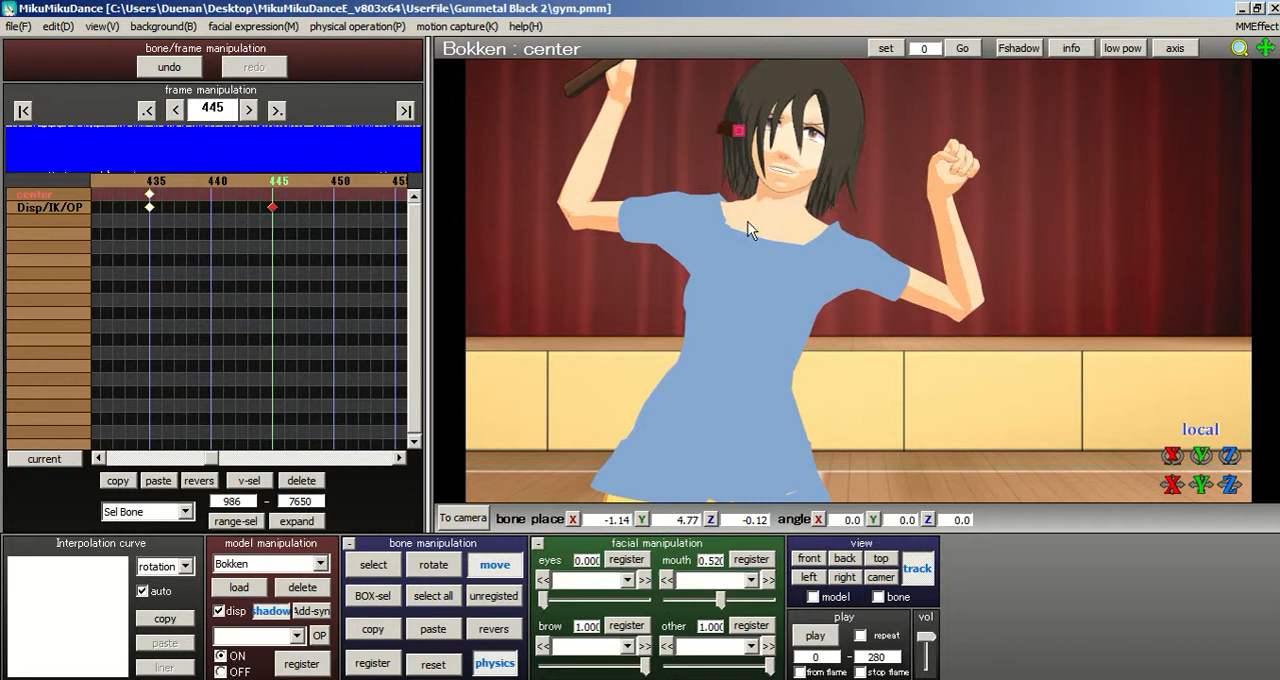 MikuMikuDance [C:\Users\Duenan\Desktop\MikuMikuDanceE_v803x64\UserFile\Gunmetal Black 2\gym.pmm]
file(F) edit(D) view(V) background(B) facial expression(M) physical operation(P) motion capture(K) help(H) MMEffect
bone/frame manipulation
undo redo
frame manipulation
|< .< < 445 > >. >|
435 440 445 450 455
center
Disp/IK/OP
current
copy paste revers v-sel delete
Sel Bone 986 - 7650
range-sel expand
Bokken : center set 0 Go Fshadow info low pow axis
local
X Y Z
X Y Z
To camera bone place X -1.14 Y 4.77 Z -0.12 angle X 0.0 Y 0.0 Z 0.0
Interpolation curve
rotation
auto
copy
paste
liner
model manipulation
Bokken
load delete
disp shadow Add-syn
OP
ON
OFF
register
- bone manipulation
select rotate move
BOX-sel select all unregistered
copy paste revers
register reset physics
- facial manipulation
eyes 0.000 register mouth 0.520 register
<< >> << >>
brow 1.000 register other 1.000 register
<< >> << >>
view
front back top
left right camer
track
model bone
play
play repeat
0 - 280
from flame stop flame
vol